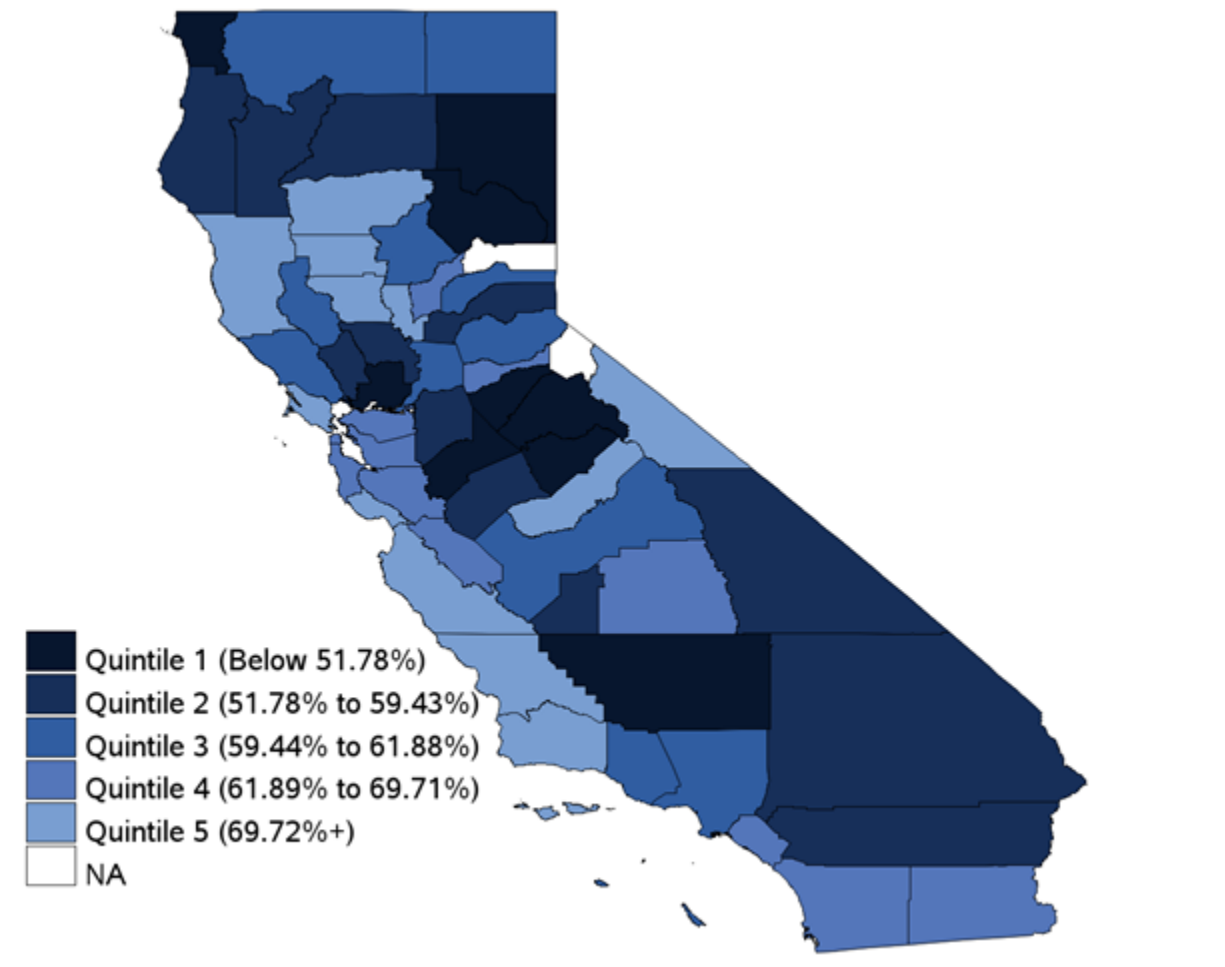 Quintile 1 (Below 51.78%)
Quintile 2 (51.78% to 59.43%)
Quintile 3 (59.44% to 61.88%)
Quintile 4 (61.89% to 69.71%)
Quintile 5 (69.72%+)
NA